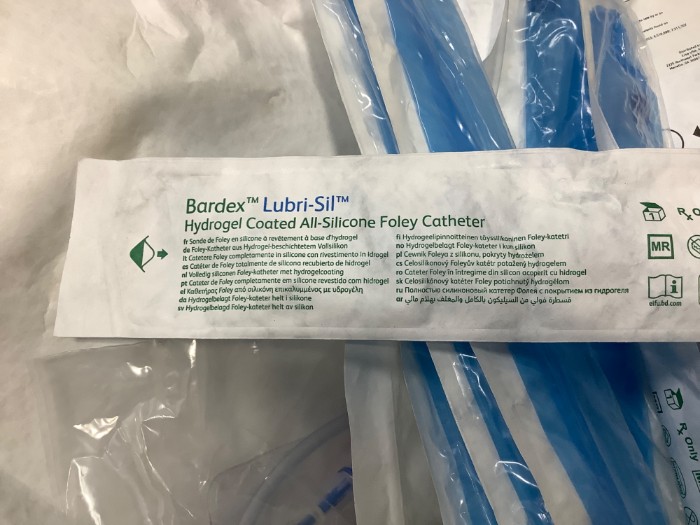 Bardex™ Lubri-Sil™
Hydrogel Coated All-Silicone Foley Catheter
fr Sonde de Foley en silicone à revêtement à base d'hydrogel
de Foley-Katheter aus Hydrogel-beschichtetem Vollsilikon
it Catetere Foley completamente in silicone con rivestimento in idrogel
es Catéter de Foley totalmente de silicona recubierto de hidrogel
nl Volledig siliconen Foley-katheter met hydrogelcoating
pt Cateter de Foley completamente em silicone revestido com hidrogel
el Καθετήρας Foley από σιλικόνη επικαλυμμένος με υδρογέλη
da Hydrogelbelagt Foley-kateter helt i silikone
sv Hydrogelbelagd Foley-kateter helt av silikon
fi Hydrogeelipinnoitteinen täyssilikoninen Foley-katetri
no Hydrogelbelagt Foley-kateter i kun silikon
pl Cewnik Foleya z silikonu, pokryty hydrożelem
cs Celosilikonový Foleyův katétr potažený hydrogelem
ro Cateter Foley în întregime din silicon acoperit cu hidrogel
sk Celosilikónový katéter Foley potiahnutý hydrogélom
ru Полностью силиконовый катетер Фолея с покрытием из гидрогеля
ar قسطرة فولي من السيليكون بالكامل والمغلف بهلام مائي
1
Rx O
MR
eifu.bd.com
Rx Only